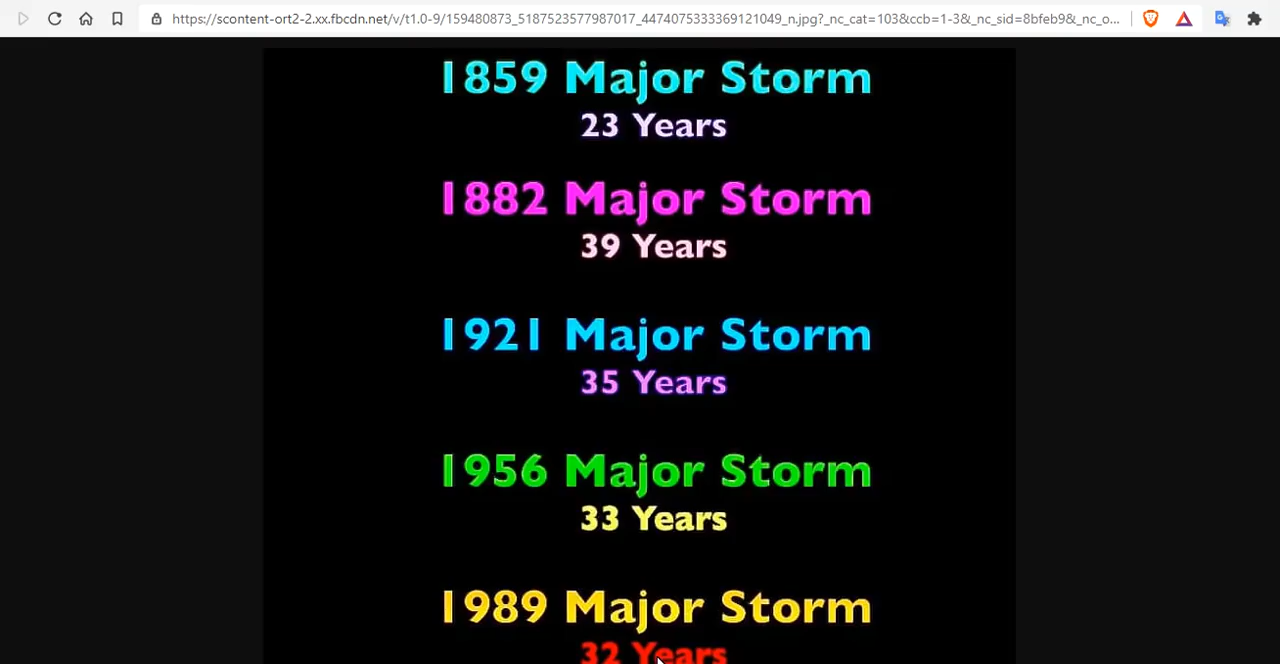 https://scontent-ort2-2.xx.fbcdn.net/v/t1.0-9/159480873_5187523577987017_4474075333369121049_n.jpg?_nc_cat=103&ccb=1-3&_nc_sid=8bfeb9&_nc_o...
1859 Major Storm
23 Years
1882 Major Storm
39 Years
1921 Major Storm
35 Years
1956 Major Storm
33 Years
1989 Major Storm
32 Years